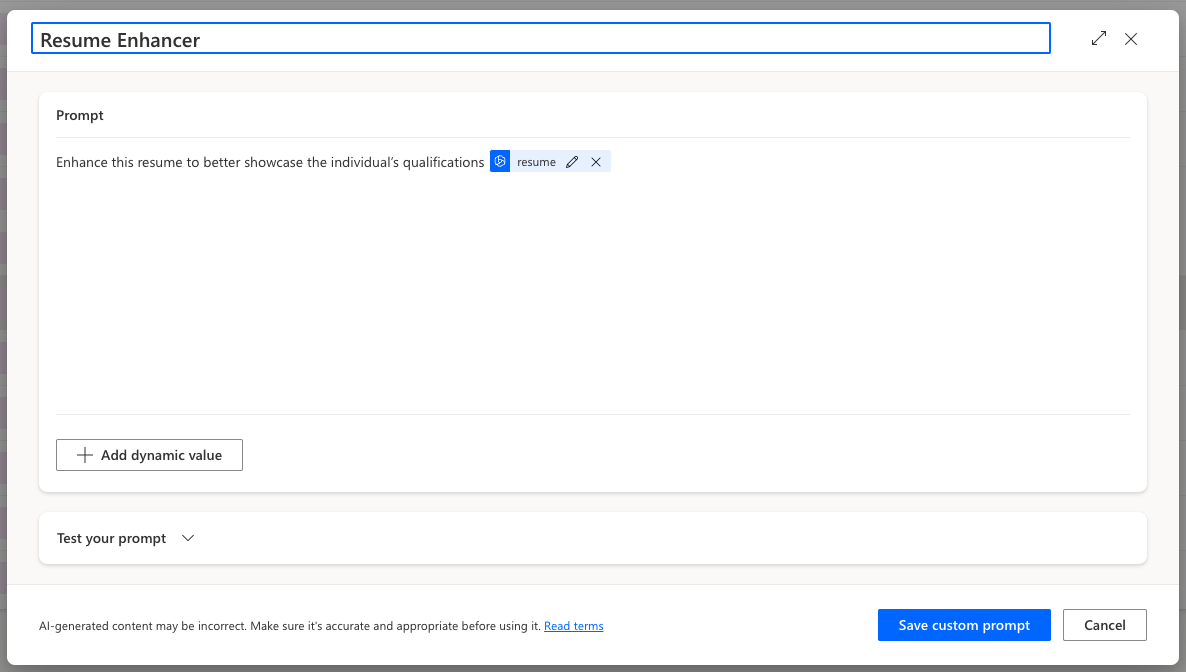 Resume Enhancer
Prompt
Enhance this resume to better showcase the individual’s qualifications resume
Add dynamic value
Test your prompt
AI-generated content may be incorrect. Make sure it's accurate and appropriate before using it. Read terms
Save custom prompt
Cancel